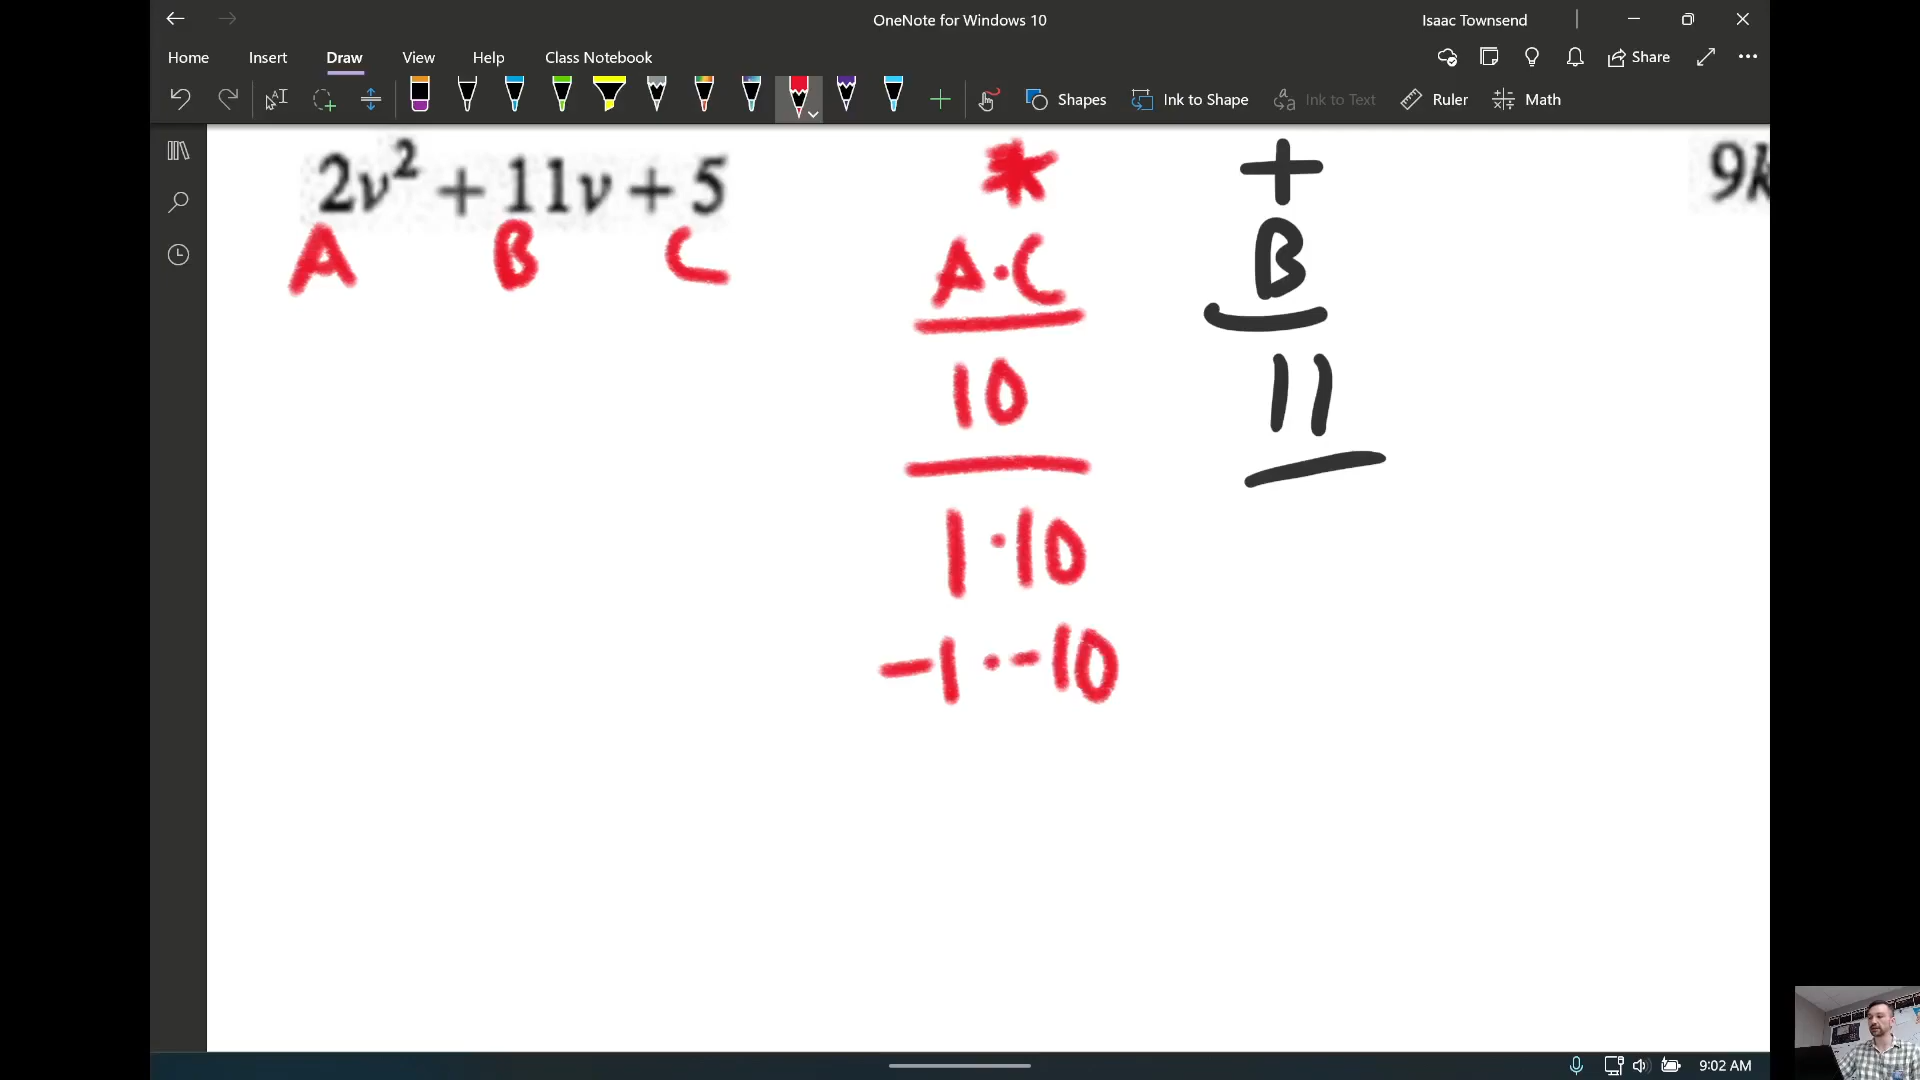 OneNote for Windows 10
Isaac Townsend
Home Insert Draw View Help Class Notebook
Share
Shapes Ink to Shape Ink to Text Ruler Math
2v² + 11v + 5
A B C
*
A·C
10
1·10
-1·-10
+
B
11
9k
9:02 AM